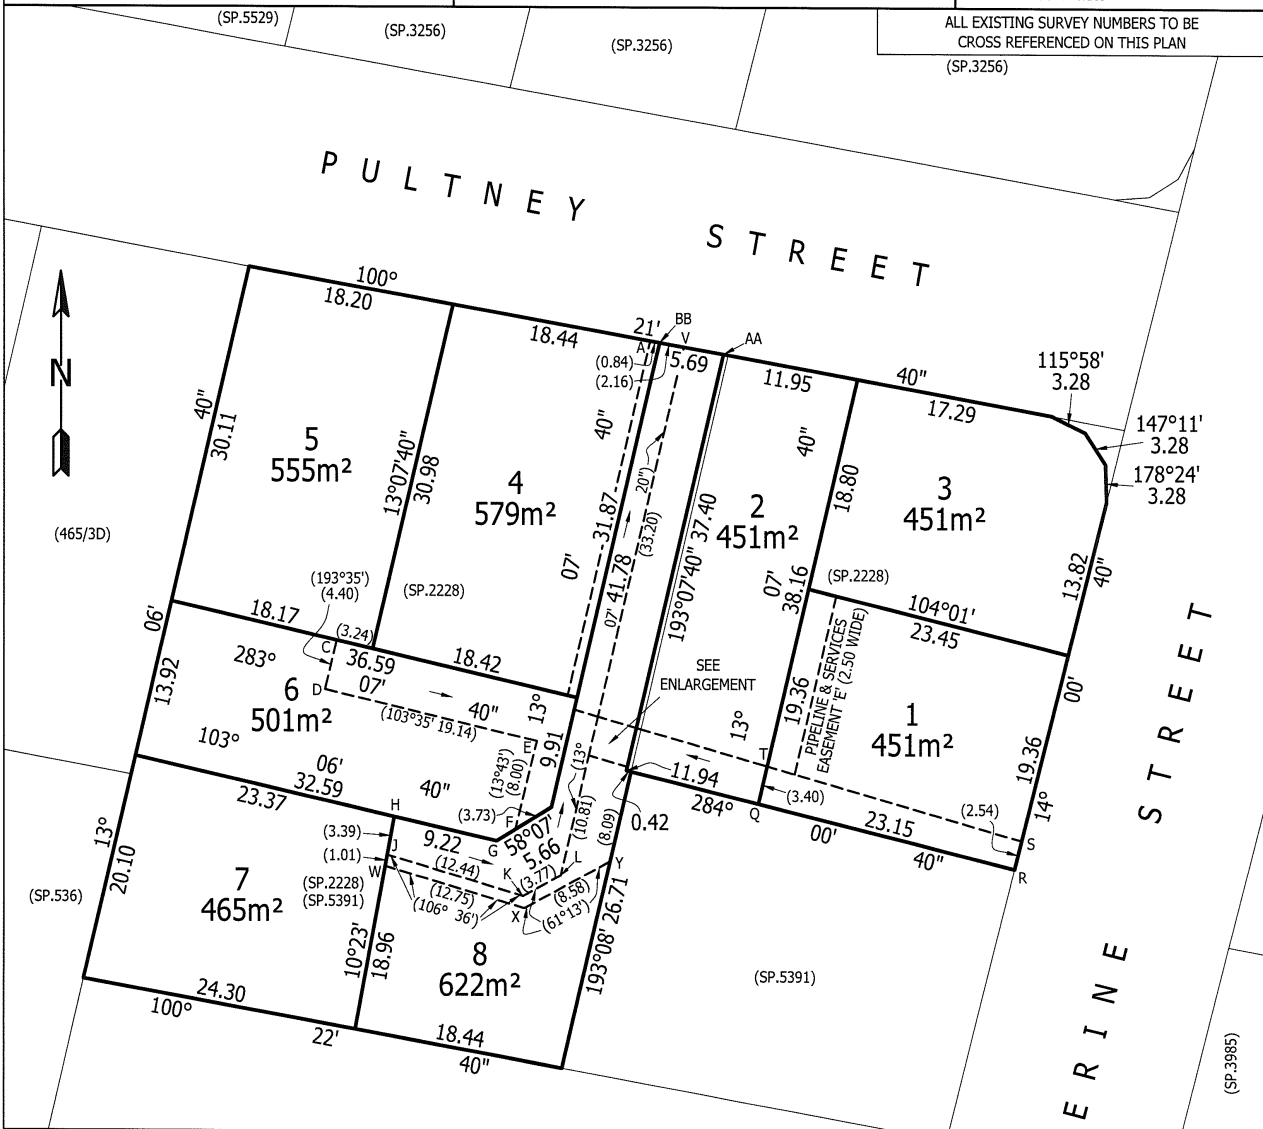 (SP.5529)
(SP.3256)
(SP.3256)
ALL EXISTING SURVEY NUMBERS TO BE
CROSS REFERENCED ON THIS PLAN
(SP.3256)
PULTNEY STREET
N
100°
18.20
18.44
21'
BB
A
V
AA
(0.84)
(2.16)
5.69
11.95
40"
17.29
115°58'
3.28
147°11'
3.28
178°24'
3.28
40"
30.11
5
555m²
13°07'40"
30.98
4
579m²
40"
31.87
07'
20")
(33.20)
07'
41.78
193°07'40"
37.40
2
451m²
40"
18.80
07'
38.16
3
451m²
13.82
40"
(465/3D)
(193°35')
(4.40)
(SP.2228)
(SP.2228)
104°01'
23.45
06'
18.17
(3.24)
C
36.59
18.42
283°
07'
D
6
501m²
40"
(103°35' 19.14)
13.92
13°
SEE
ENLARGEMENT
13°
19.36
PIPELINE & SERVICES
EASEMENT 'E' (2.50 WIDE)
1
451m²
00'
19.36
14°
103°
06'
32.59
40"
E
9.91
(13°43')
(8.00)
(13°
(10.81)
T
11.94
284°
(3.40)
Q
00'
23.15
40"
(2.54)
S
R
23.37
H
(3.73)
F
G
58°07'
5.66
(8.09)
0.42
13°
20.10
(3.39)
(1.01)
J
W
9.22
(12.44)
(12.75)
(106° 36')
K
L
(3.77)
X
(8.58)
(61°13')
Y
(SP.536)
7
465m²
(SP.2228)
(SP.5391)
10°23'
18.96
8
622m²
193°08'
26.71
(SP.5391)
24.30
100°
22'
18.44
40"
ERINE STREET
(SP.3985)